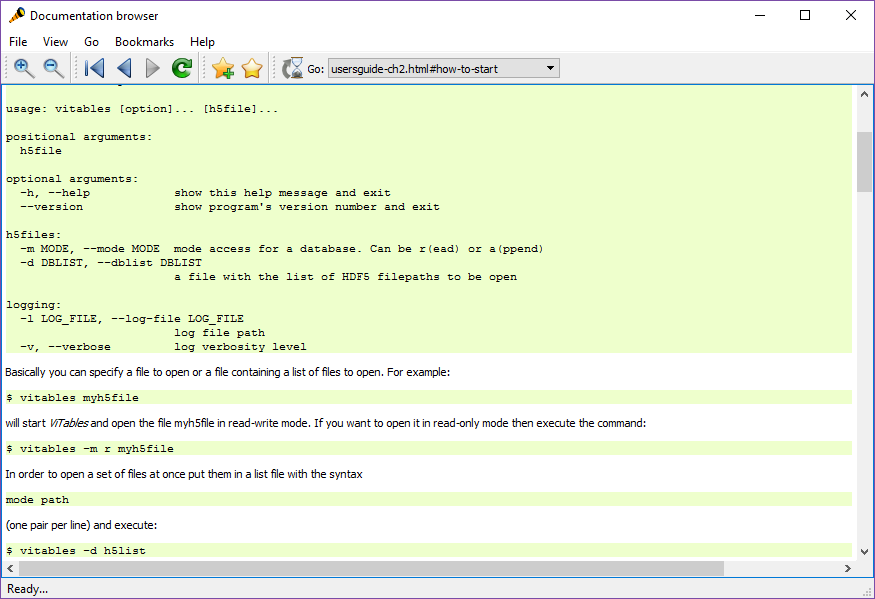 Documentation browser
File View Go Bookmarks Help
Go: usersguide-ch2.html#how-to-start
usage: vitables [option]... [h5file]...
positional arguments:
h5file
optional arguments:
-h, --help show this help message and exit
--version show program's version number and exit
h5files:
-m MODE, --mode MODE mode access for a database. Can be r(ead) or a(ppend)
-d DBLIST, --dblist DBLIST
a file with the list of HDF5 filepaths to be open
logging:
-l LOG_FILE, --log-file LOG_FILE
log file path
-v, --verbose log verbosity level
Basically you can specify a file to open or a file containing a list of files to open. For example:
$ vitables myh5file
will start ViTables and open the file myh5file in read-write mode. If you want to open it in read-only mode then execute the command:
$ vitables -m r myh5file
In order to open a set of files at once put them in a list file with the syntax
mode path
(one pair per line) and execute:
$ vitables -d h5list
Ready...